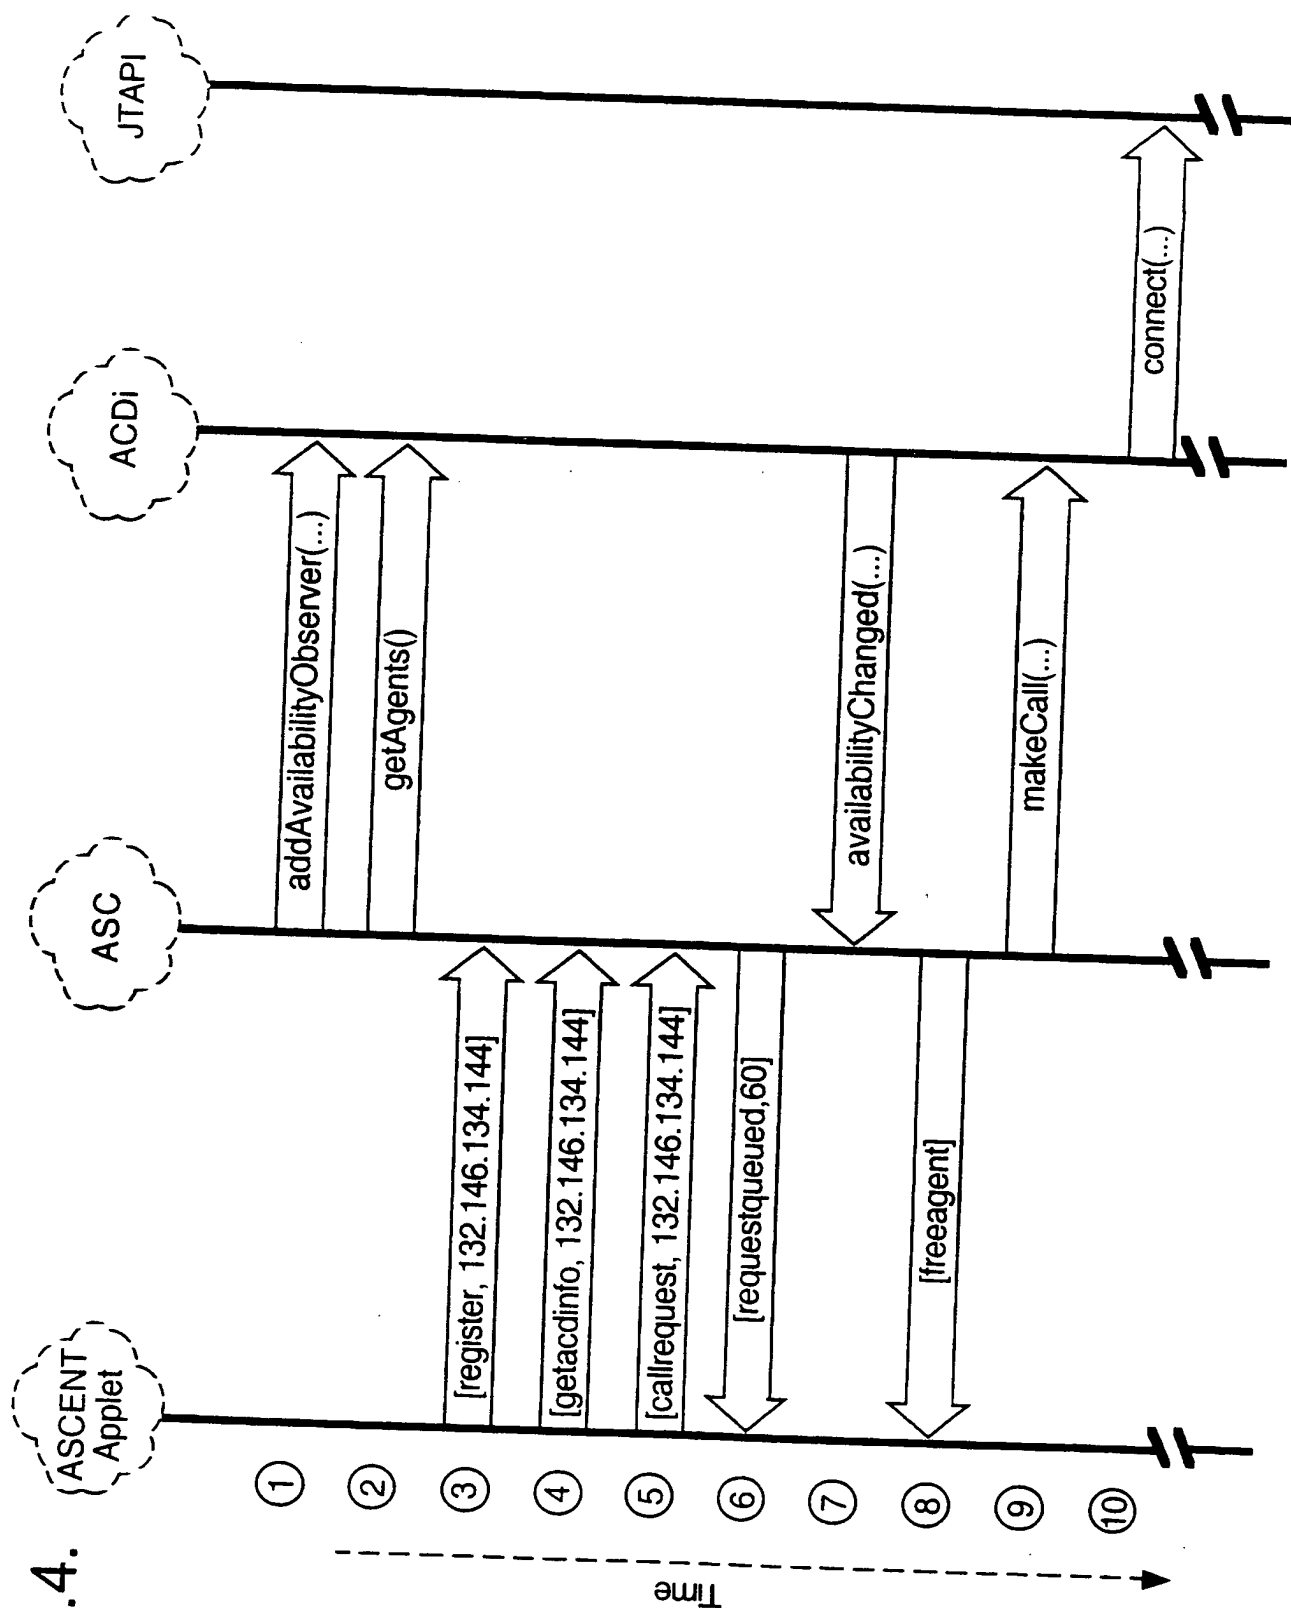 .4.
ASCENT
Applet
ASC
ACDi
JTAPI
1
addAvailabilityObserver(...)
2
getAgents()
3
[register, 132.146.134.144]
4
[getacdinfo, 132.146.134.144]
5
[callrequest, 132.146.134.144]
6
[requestqueued,60]
7
availabilityChanged(...)
8
[freeagent]
9
makeCall(...)
10
connect(...)
Time